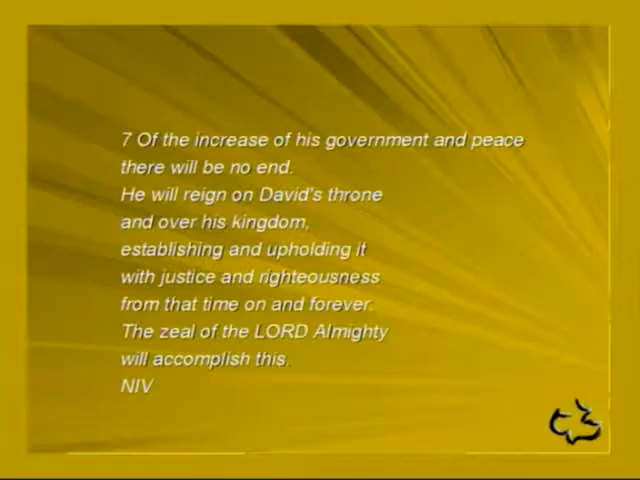 7 Of the increase of his government and peace
there will be no end.
He will reign on David's throne
and over his kingdom,
establishing and upholding it
with justice and righteousness
from that time on and forever.
The zeal of the LORD Almighty
will accomplish this.
NIV